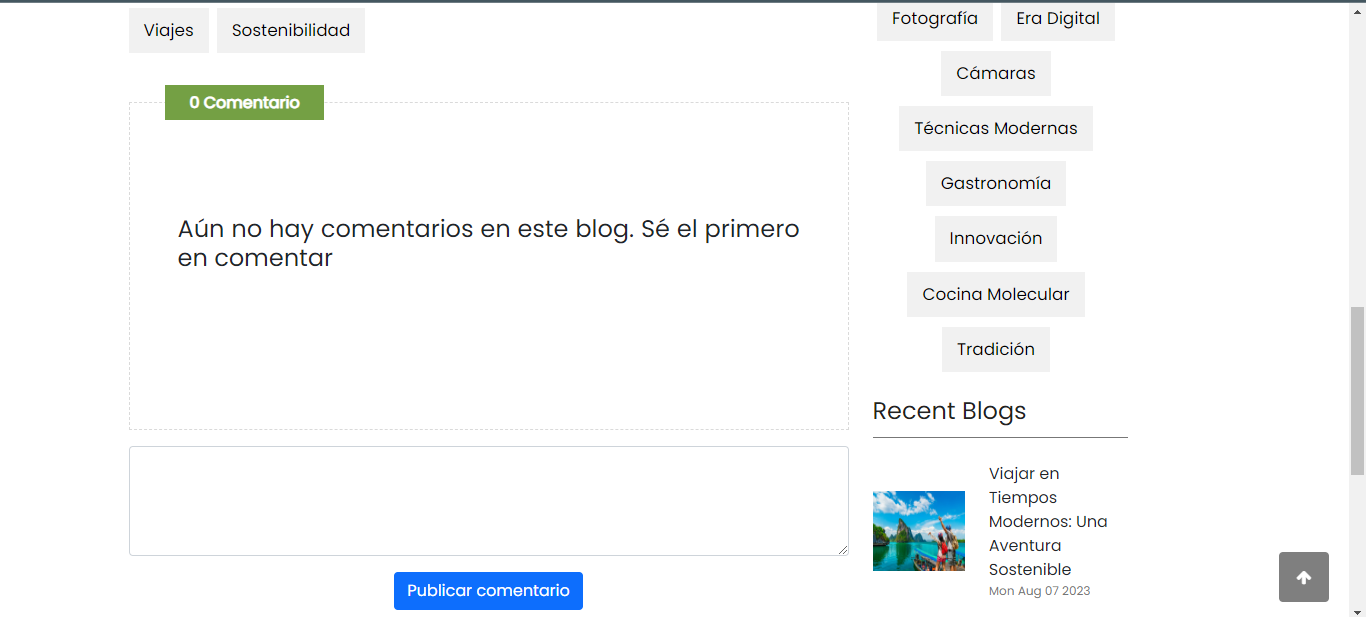 Viajes
Sostenibilidad
0 Comentario
Aún no hay comentarios en este blog. Sé el primero
en comentar
Publicar comentario
Fotografía
Era Digital
Cámaras
Técnicas Modernas
Gastronomía
Innovación
Cocina Molecular
Tradición
Recent Blogs
Viajar en
Tiempos
Modernos: Una
Aventura
Sostenible
Mon Aug 07 2023